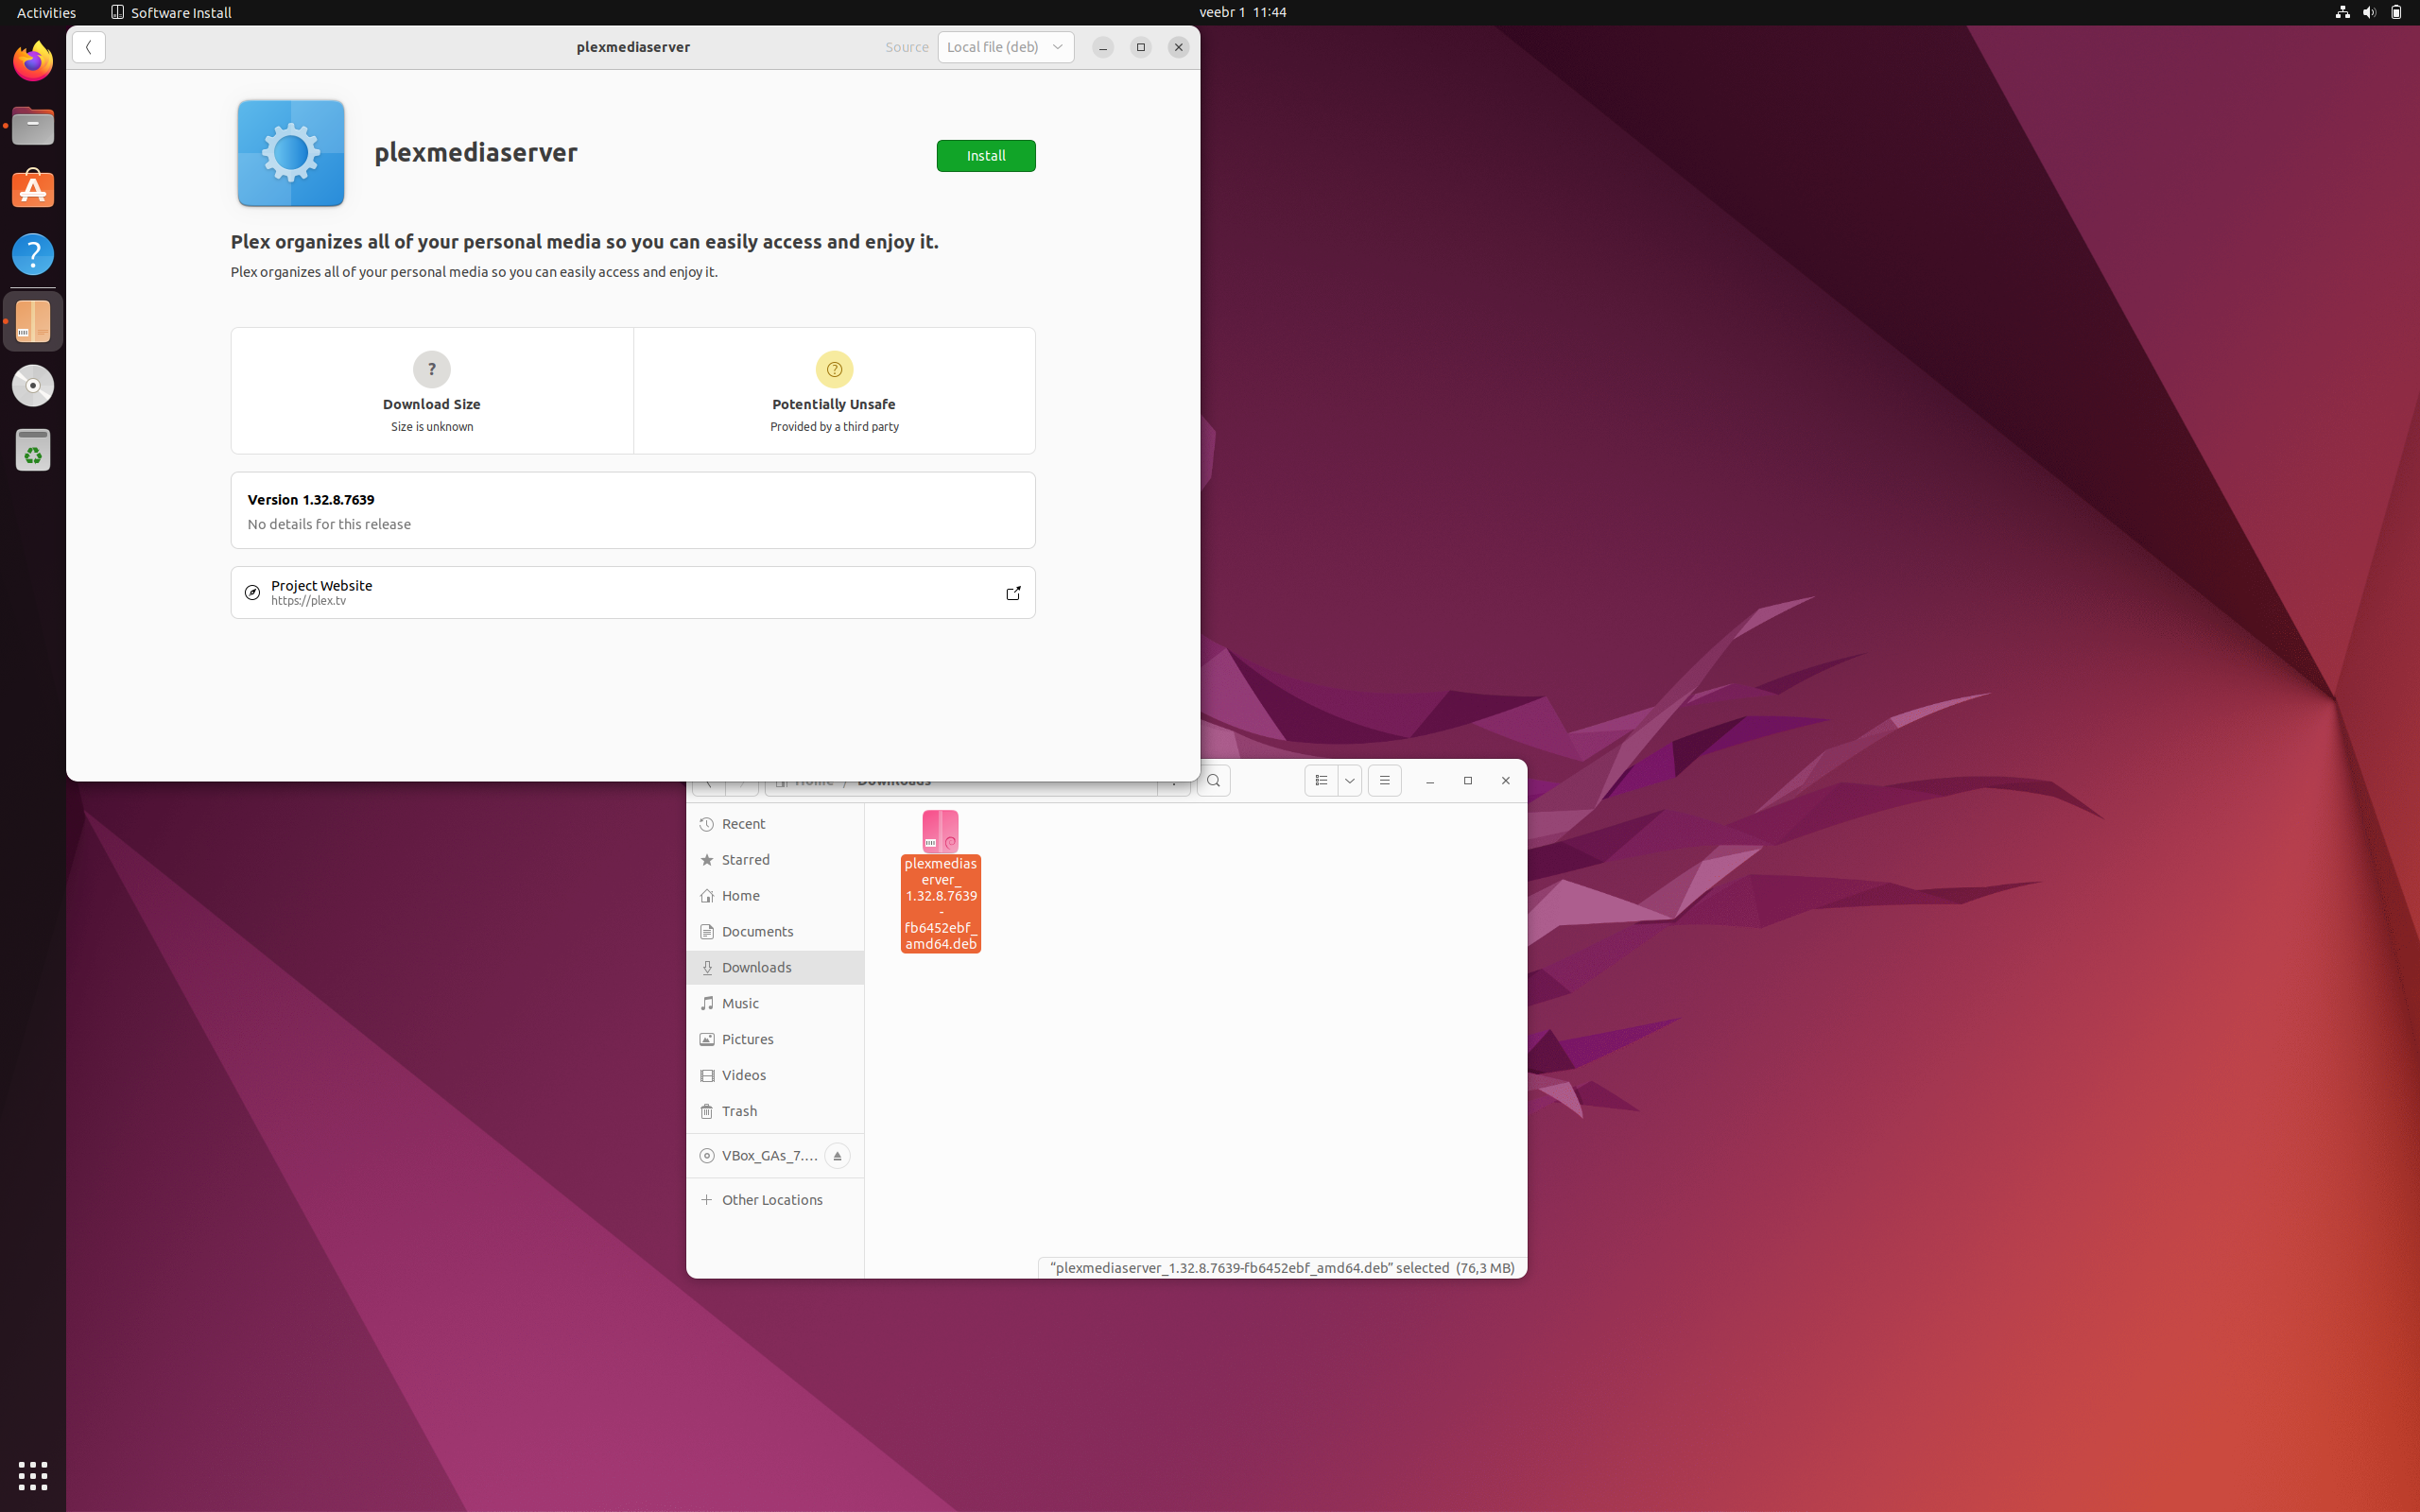 Activities
Software Install
veebr 1 11:44
plexmediaserver
Source
Local file (deb)
plexmediaserver
Install
Plex organizes all of your personal media so you can easily access and enjoy it.
Plex organizes all of your personal media so you can easily access and enjoy it.
?
Download Size
Size is unknown
?
Potentially Unsafe
Provided by a third party
Version 1.32.8.7639
No details for this release
Project Website
https://plex.tv
Home / Downloads
Recent
Starred
Home
Documents
Downloads
Music
Pictures
Videos
Trash
VBox_GAs_7.…
Other Locations
plexmedias
erver_
1.32.8.7639
-
fb6452ebf_
amd64.deb
“plexmediaserver_1.32.8.7639-fb6452ebf_amd64.deb” selected (76,3 MB)